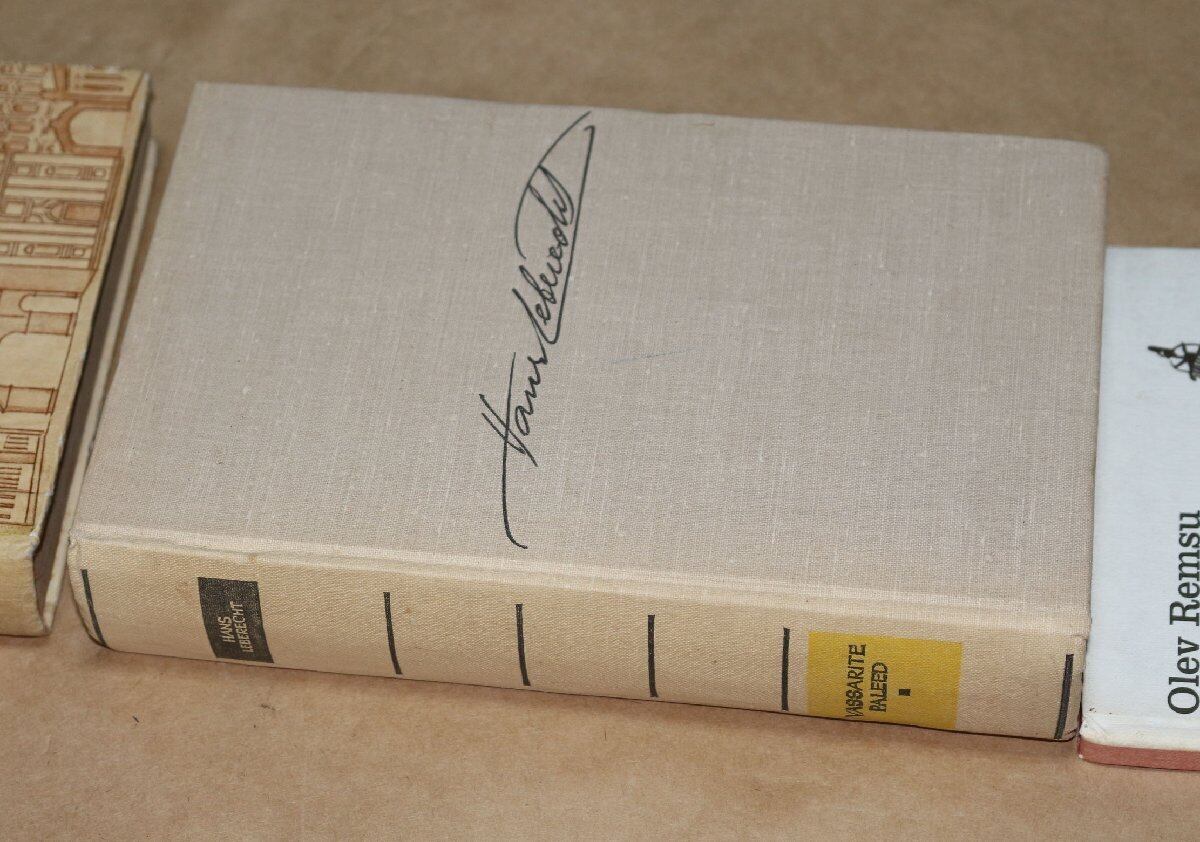 Hans Leberecht
HANS
LEBERECHT
VASSARITE
PALEED
Olev Remsu